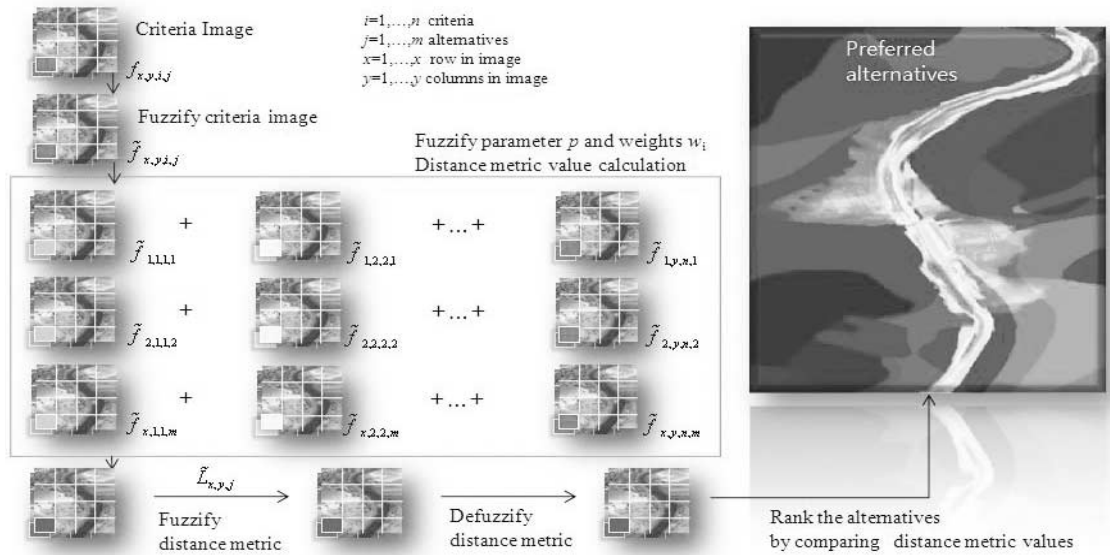 Criteria Image
i=1,…,n criteria
j=1,…,m alternatives
x=1,…,x row in image
y=1,…,y columns in image
f x,y,i,j
Fuzzify criteria image
f̃ x,y,i,j
Fuzzify parameter p and weights wi
Distance metric value calculation
f̃ 1,1,1,1 + f̃ 1,2,2,1 +…+ f̃ 1,y,n,1
f̃ 2,1,1,2 + f̃ 2,2,2,2 +…+ f̃ 2,y,n,2
f̃ x,1,1,m + f̃ x,2,2,m +…+ f̃ x,y,n,m
L̃ x,y,j
Fuzzify
distance metric
Defuzzify
distance metric
Rank the alternatives
by comparing distance metric values
Preferred
alternatives